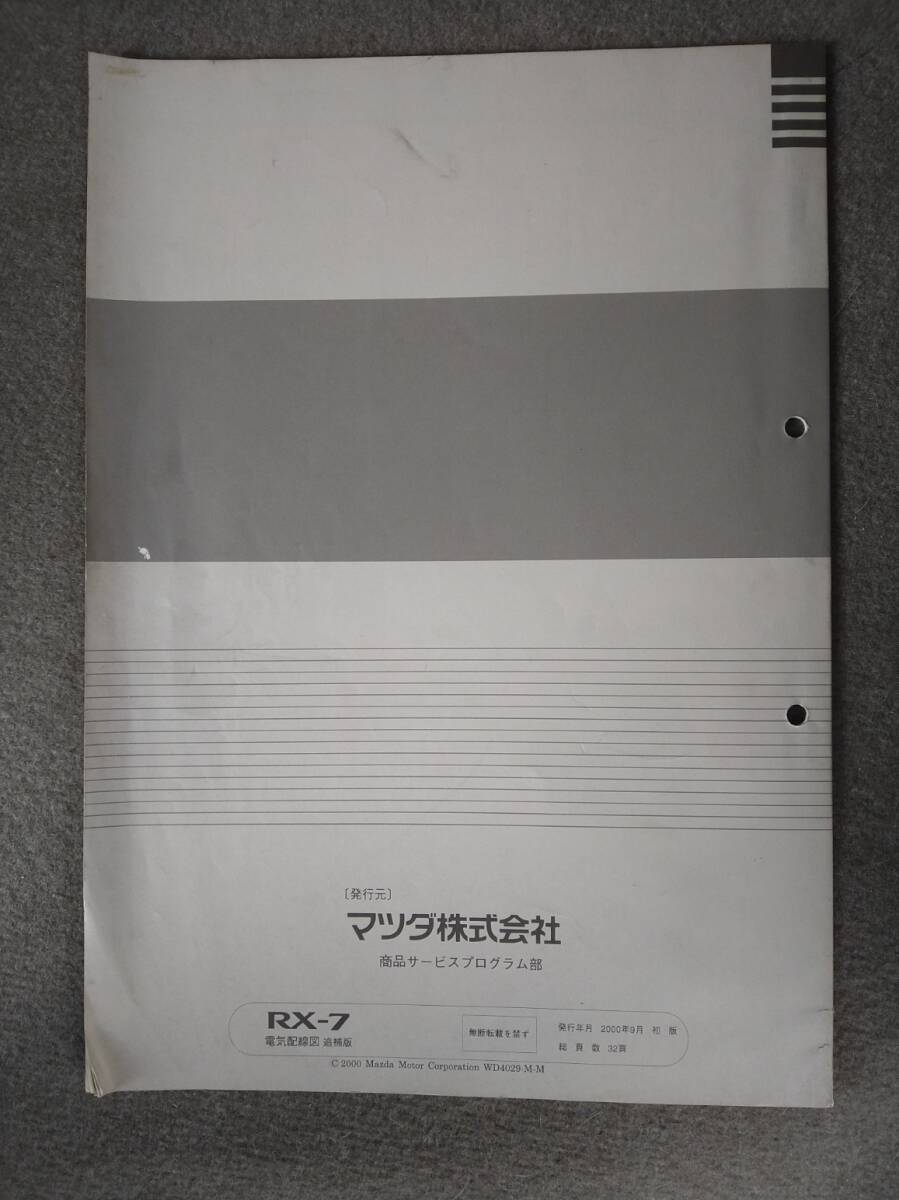 〔発行元〕
マツダ株式会社
商品サービスプログラム部
RX-7
電気配線図 追補版
無断転載を禁ず
発行年月 2000年9月 初 版
総 頁 数 32頁
© 2000 Mazda Motor Corporation WD4029-M-M